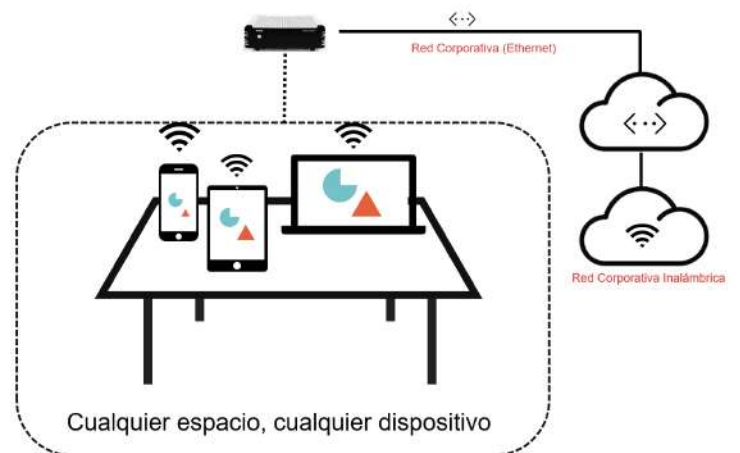 Red Corporativa (Ethernet)
Red Corporativa Inalámbrica
Cualquier espacio, cualquier dispositivo